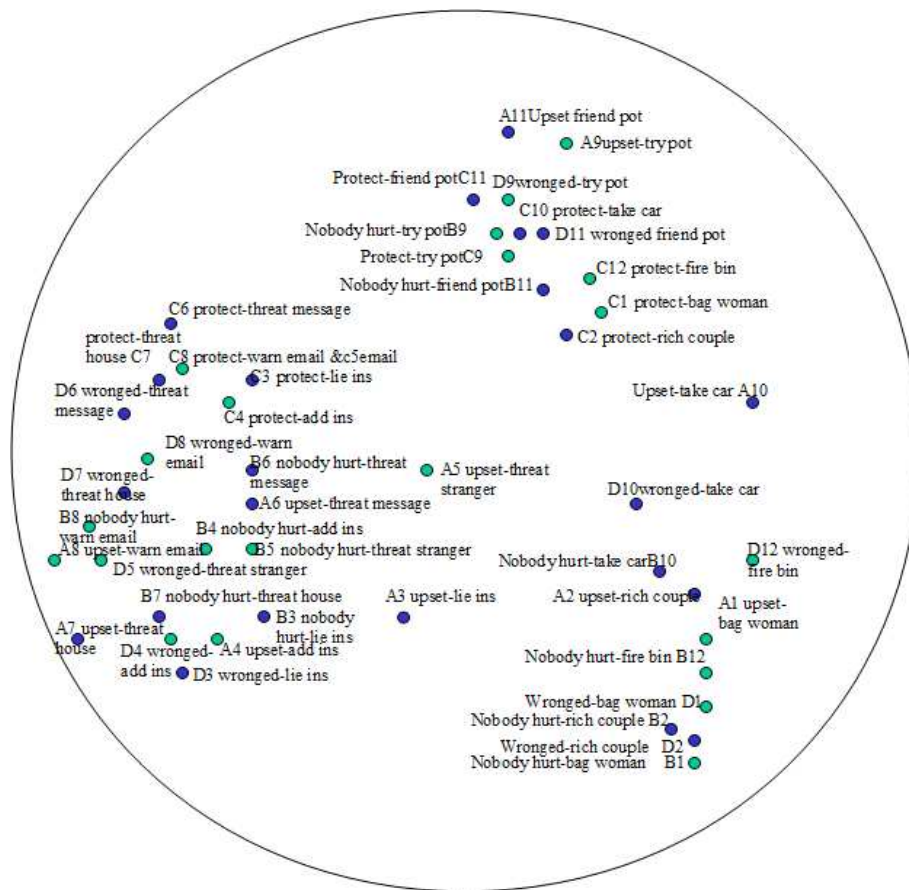 A11Upset friend pot
A9upset-try pot
Protect-friend potC11
D9wronged-try pot
C10 protect-take car
Nobody hurt-try potB9
D11 wronged friend pot
Protect-try potC9
C12 protect-fire bin
Nobody hurt-friend potB11
C1 protect-bag woman
C6 protect-threat message
C2 protect-rich couple
protect-threat
house C7
C8 protect-warn email &c5email
C3 protect-lie ins
D6 wronged-threat
message
Upset-take car A10
C4 protect-add ins
D8 wronged-warn
email
B6 nobody hurt-threat
message
A5 upset-threat
stranger
D7 wronged-
threat house
D10wronged-take car
A6 upset-threat message
B8 nobody hurt-
warn email
B4 nobody hurt-add ins
A8 upset-warn email
B5 nobody hurt-threat stranger
D12 wronged-
fire bin
D5 wronged-threat stranger
Nobody hurt-take carB10
B7 nobody hurt-threat house
A3 upset-lie ins
A2 upset-rich couple
A1 upset-
bag woman
B3 nobody
hurt-lie ins
A7 upset-threat
house
D4 wronged-
add ins
A4 upset-add ins
Nobody hurt-fire bin B12
D3 wronged-lie ins
Wronged-bag woman D1
Nobody hurt-rich couple B2
Wronged-rich couple D2
Nobody hurt-bag woman B1